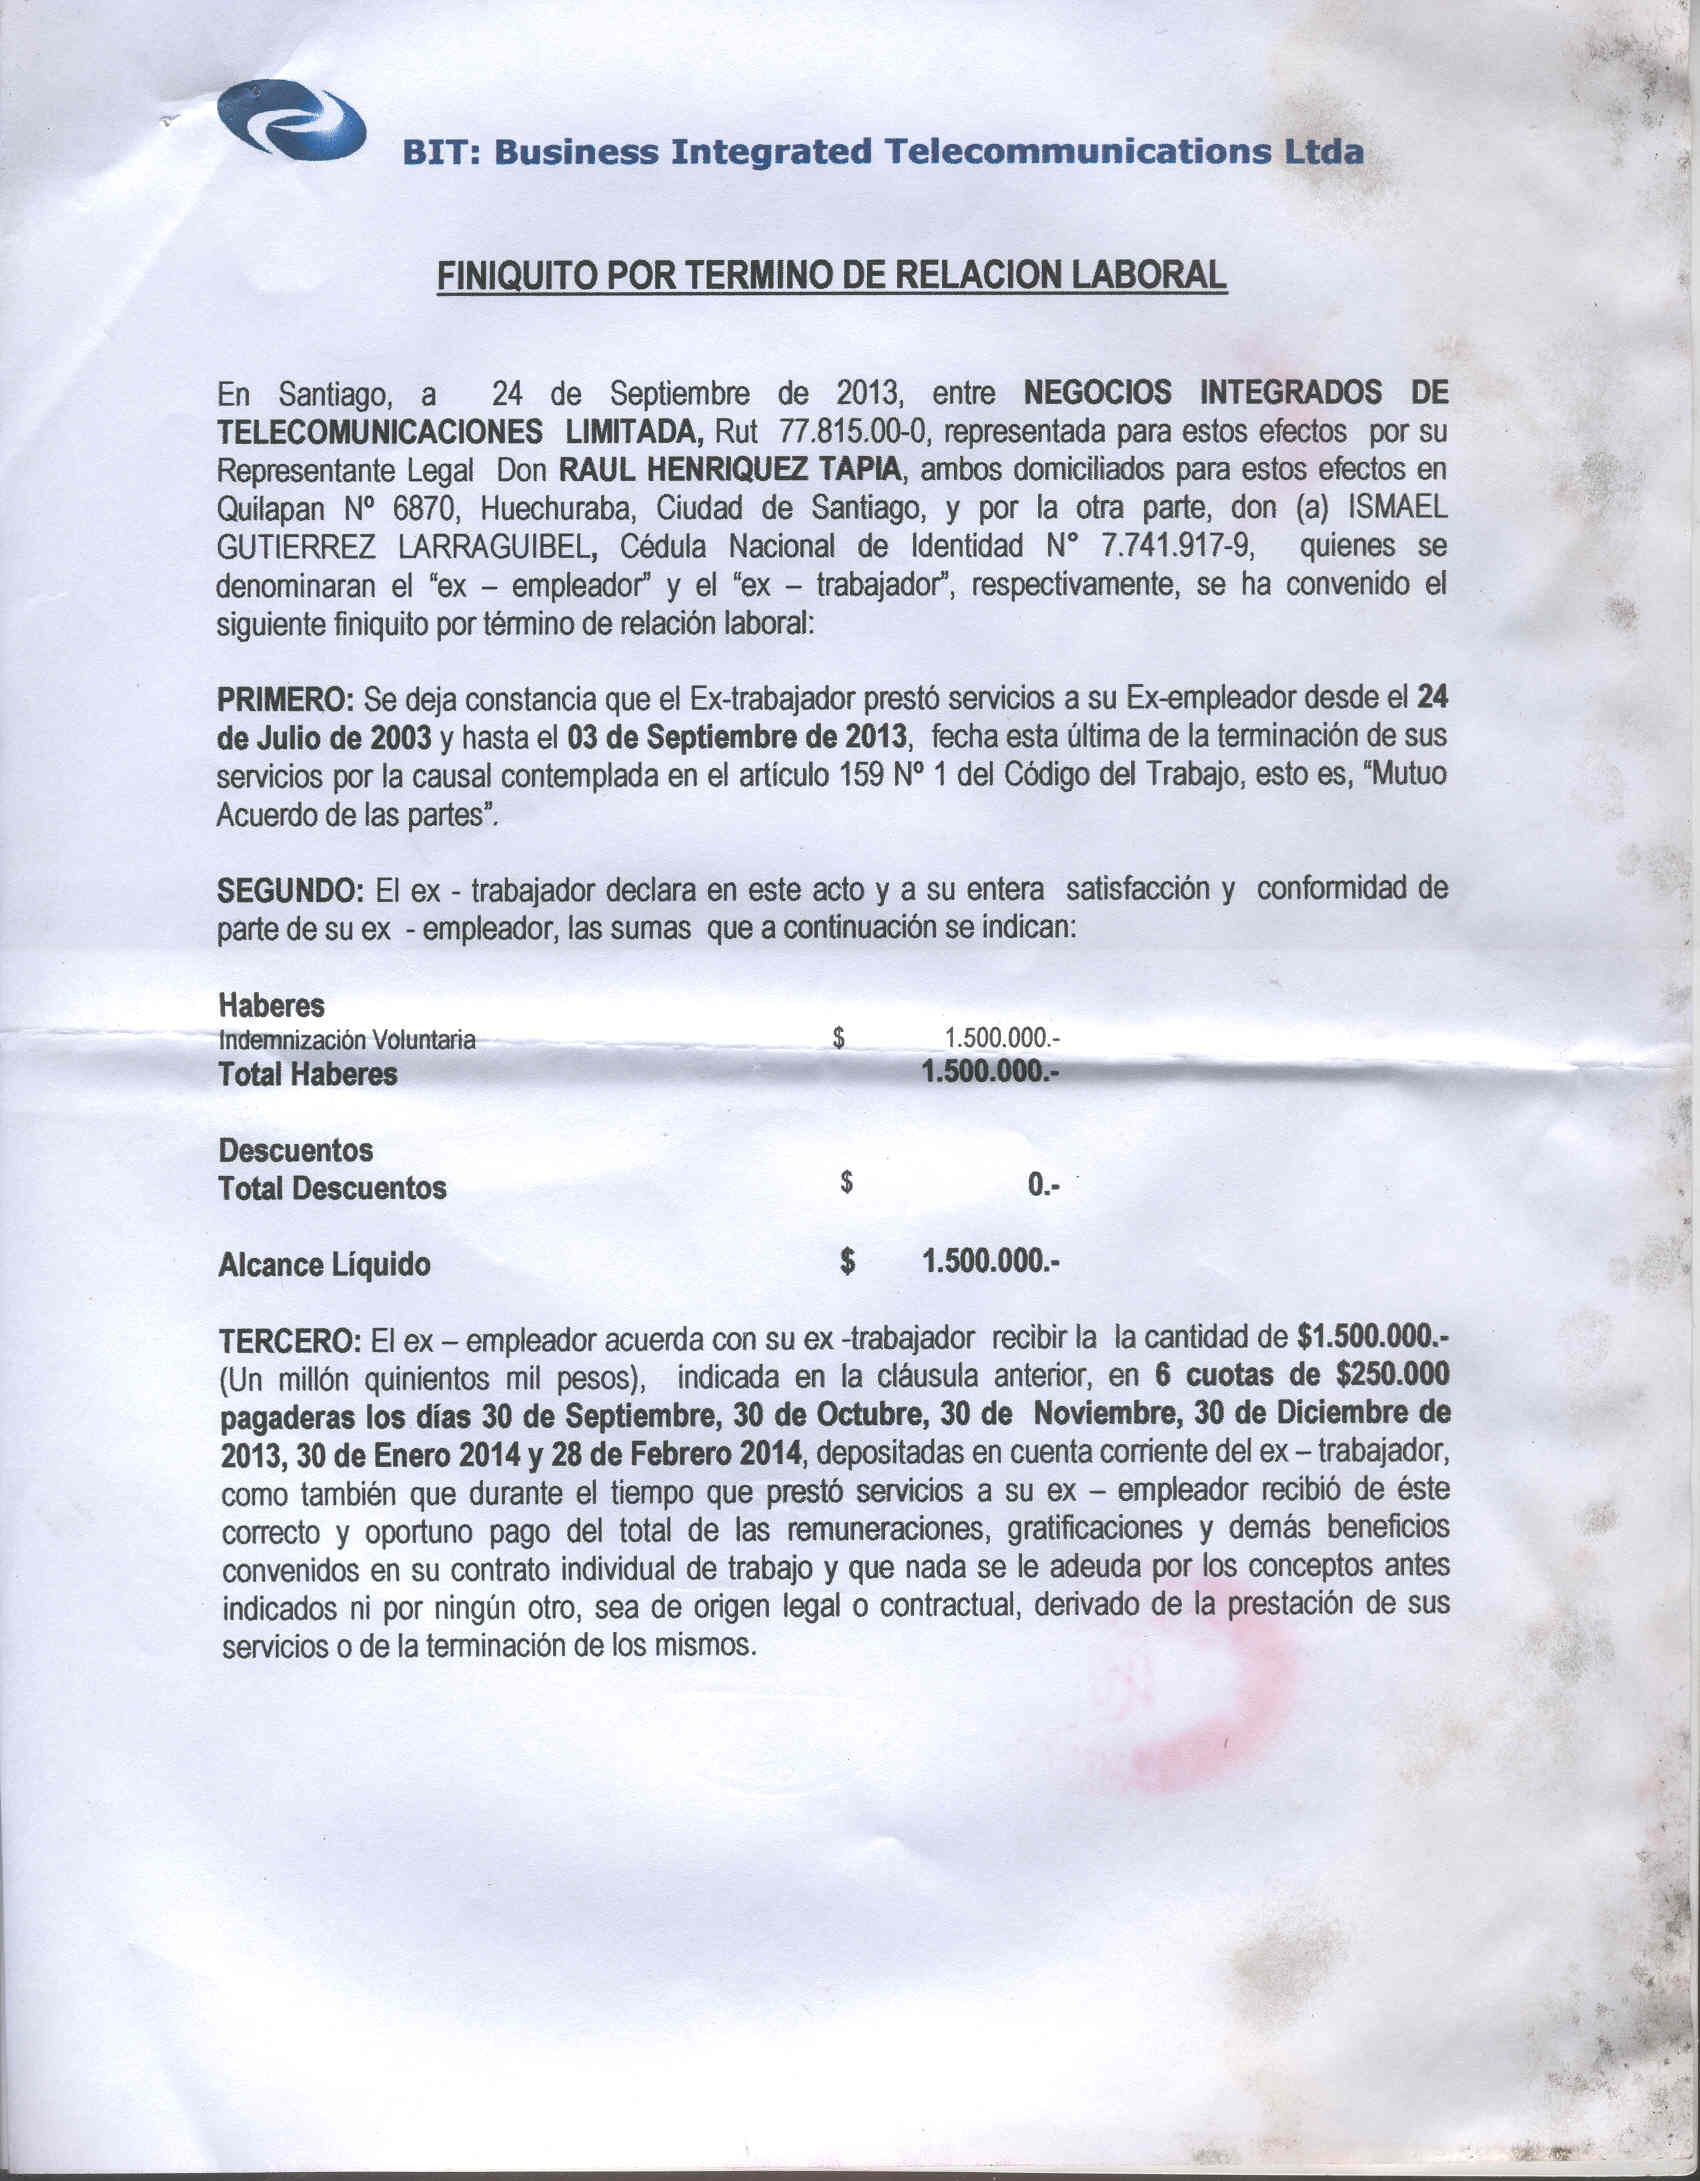 BIT: Business Integrated Telecommunications Ltda
FINIQUITO POR TERMINO DE RELACION LABORAL
En Santiago, a 24 de Septiembre de 2013, entre NEGOCIOS INTEGRADOS DE
TELECOMUNICACIONES LIMITADA, Rut 77.815.00-0, representada para estos efectos por su
Representante Legal Don RAUL HENRIQUEZ TAPIA, ambos domiciliados para estos efectos en
Quilapan Nº 6870, Huechuraba, Ciudad de Santiago, y por la otra parte, don (a) ISMAEL
GUTIERREZ LARRAGUIBEL, Cédula Nacional de Identidad N° 7.741.917-9, quienes se
denominaran el “ex – empleador” y el “ex – trabajador”, respectivamente, se ha convenido el
siguiente finiquito por término de relación laboral:
PRIMERO: Se deja constancia que el Ex-trabajador prestó servicios a su Ex-empleador desde el 24
de Julio de 2003 y hasta el 03 de Septiembre de 2013, fecha esta última de la terminación de sus
servicios por la causal contemplada en el artículo 159 Nº 1 del Código del Trabajo, esto es, “Mutuo
Acuerdo de las partes”.
SEGUNDO: El ex - trabajador declara en este acto y a su entera satisfacción y conformidad de
parte de su ex - empleador, las sumas que a continuación se indican:
Haberes
Indemnización Voluntaria $ 1.500.000.-
Total Haberes 1.500.000.-
Descuentos
Total Descuentos $ 0.-
Alcance Líquido $ 1.500.000.-
TERCERO: El ex – empleador acuerda con su ex -trabajador recibir la la cantidad de $1.500.000.-
(Un millón quinientos mil pesos), indicada en la cláusula anterior, en 6 cuotas de $250.000
pagaderas los días 30 de Septiembre, 30 de Octubre, 30 de Noviembre, 30 de Diciembre de
2013, 30 de Enero 2014 y 28 de Febrero 2014, depositadas en cuenta corriente del ex – trabajador,
como también que durante el tiempo que prestó servicios a su ex – empleador recibió de éste
correcto y oportuno pago del total de las remuneraciones, gratificaciones y demás beneficios
convenidos en su contrato individual de trabajo y que nada se le adeuda por los conceptos antes
indicados ni por ningún otro, sea de origen legal o contractual, derivado de la prestación de sus
servicios o de la terminación de los mismos.